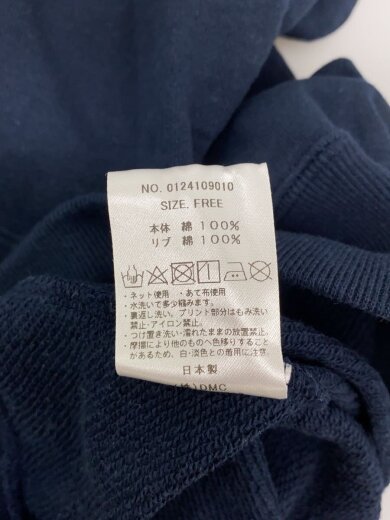 NO. 0124109010
SIZE. FREE
本体 綿 100%
リブ 綿 100%
・ネット使用 ・あて布使用
・水洗いで多少縮みます。
・裏返し洗い。プリント部分はもみ洗い
禁止・アイロン禁止。
・つけ置き洗い・濡れたままの放置禁止。
・摩擦により他のものへ色移りすること
があるため、白・淡色との着用に注意。
日本製
(株)DMC